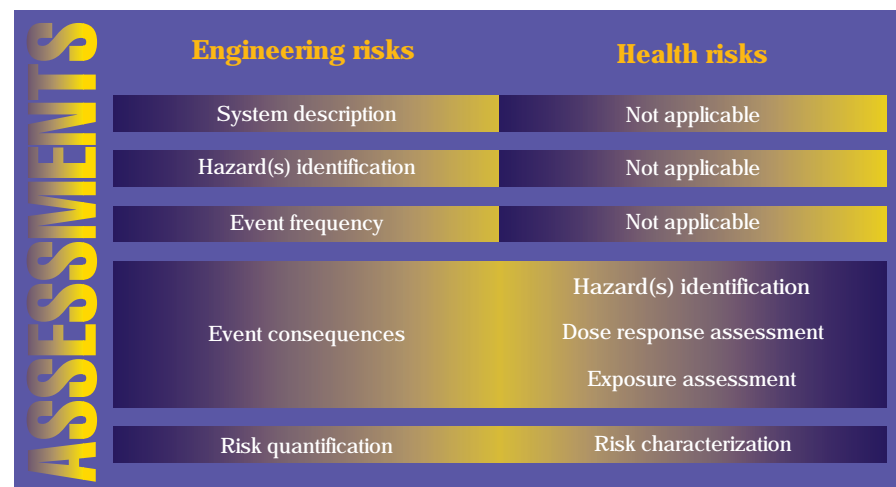 ASSESSMENTS
Engineering risks
Health risks
System description
Not applicable
Hazard(s) identification
Not applicable
Event frequency
Not applicable
Event consequences
Hazard(s) identification
Dose response assessment
Exposure assessment
Risk quantification
Risk characterization